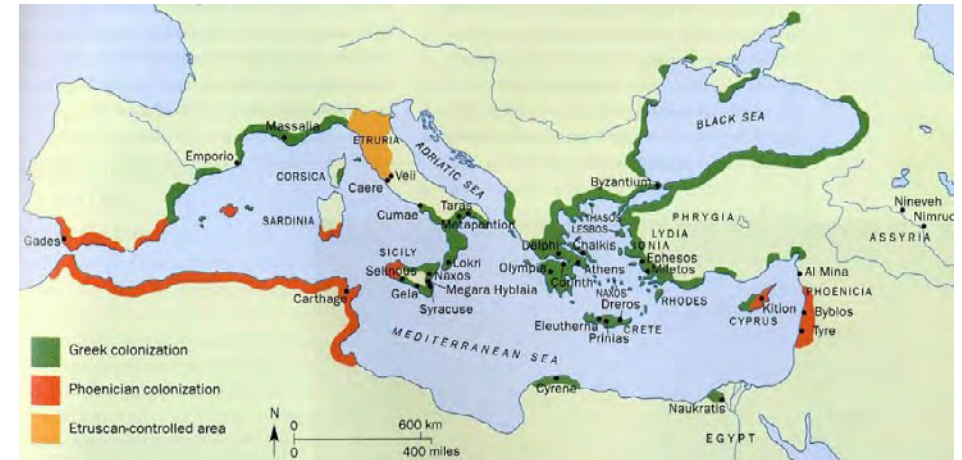 BLACK SEA
Massalia
ETRURIA
ADRIATIC SEA
Emporio
CORSICA
Veii
Caere
Byzantium
Nineveh
Nimrud
ASSYRIA
PHRYGIA
Taras
Cumae
Metapontion
SARDINIA
THASOS
LESBOS
LYDIA
IONIA
Gades
SICILY
Delphi
Chalkis
Ephesos
Miletos
Lokri
Selinous
Naxos
Olympia
Athens
Corinth
Al Mina
PHOENICIA
Carthage
Megara Hyblaia
Gela
Syracuse
NAXOS
RHODES
Dreros
Kition
CYPRUS
Byblos
Tyre
Eleutherna
CRETE
Prinias
MEDITERRANEAN SEA
Cyrene
Naukratis
EGYPT
Greek colonization
Phoenician colonization
Etruscan-controlled area
N
0 600 km
0 400 miles